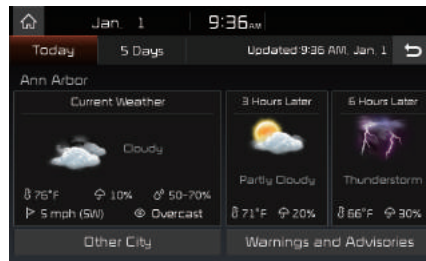 Jan. 1 9:36 AM
Today 5 Days Updated 9:36 AM, Jan. 1
Ann Arbor
Current Weather 3 Hours Later 6 Hours Later
Cloudy
Partly Cloudy Thunderstorm
76°F 10% 50-70%
71°F 20% 66°F 30%
5 mph (SW) Overcast
Other City Warnings and Advisories